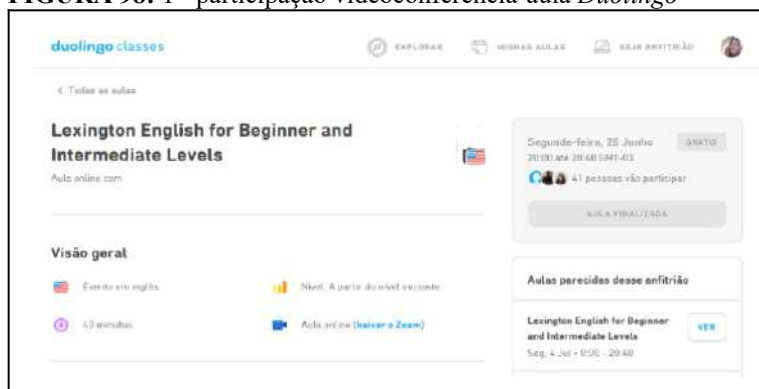 FIGURA 98: 1ª participação videoconferência-aula Duolingo
duolingo classes
EXPLORAR
MINHAS AULAS
SEJA ANFITRIÃO
< Todas as aulas
Lexington English for Beginner and
Intermediate Levels
Aula online com
Segunda-feira, 20 Junho
GRÁTIS
20:00 até 20:40 GMT-03
41 pessoas vão participar
AULA FINALIZADA
Visão geral
Evento em inglês
Nível: A partir do nível iniciante
40 minutos
Aula online (baixar o Zoom)
Aulas parecidas desse anfitrião
Lexington English for Beginner
and Intermediate Levels
VER
Seg, 4 Jul • 8:00 - 20:40